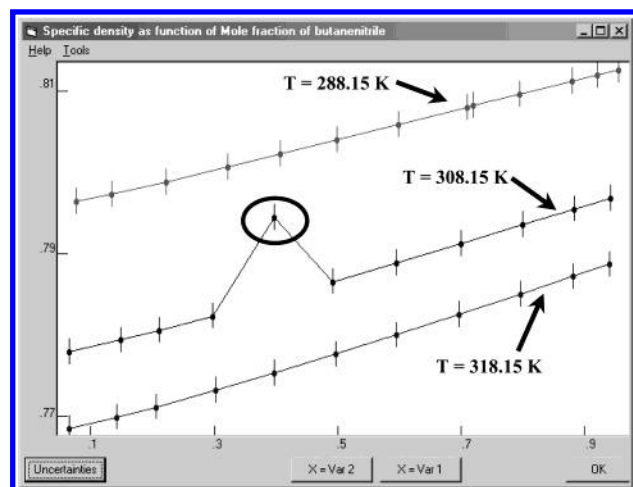 Specific density as function of Mole fraction of butanenitrile
Help Tools
.81
T = 288.15 K
T = 308.15 K
.79
T = 318.15 K
.77
.1 .3 .5 .7 .9
Uncertainties X = Var 2 X = Var 1 OK